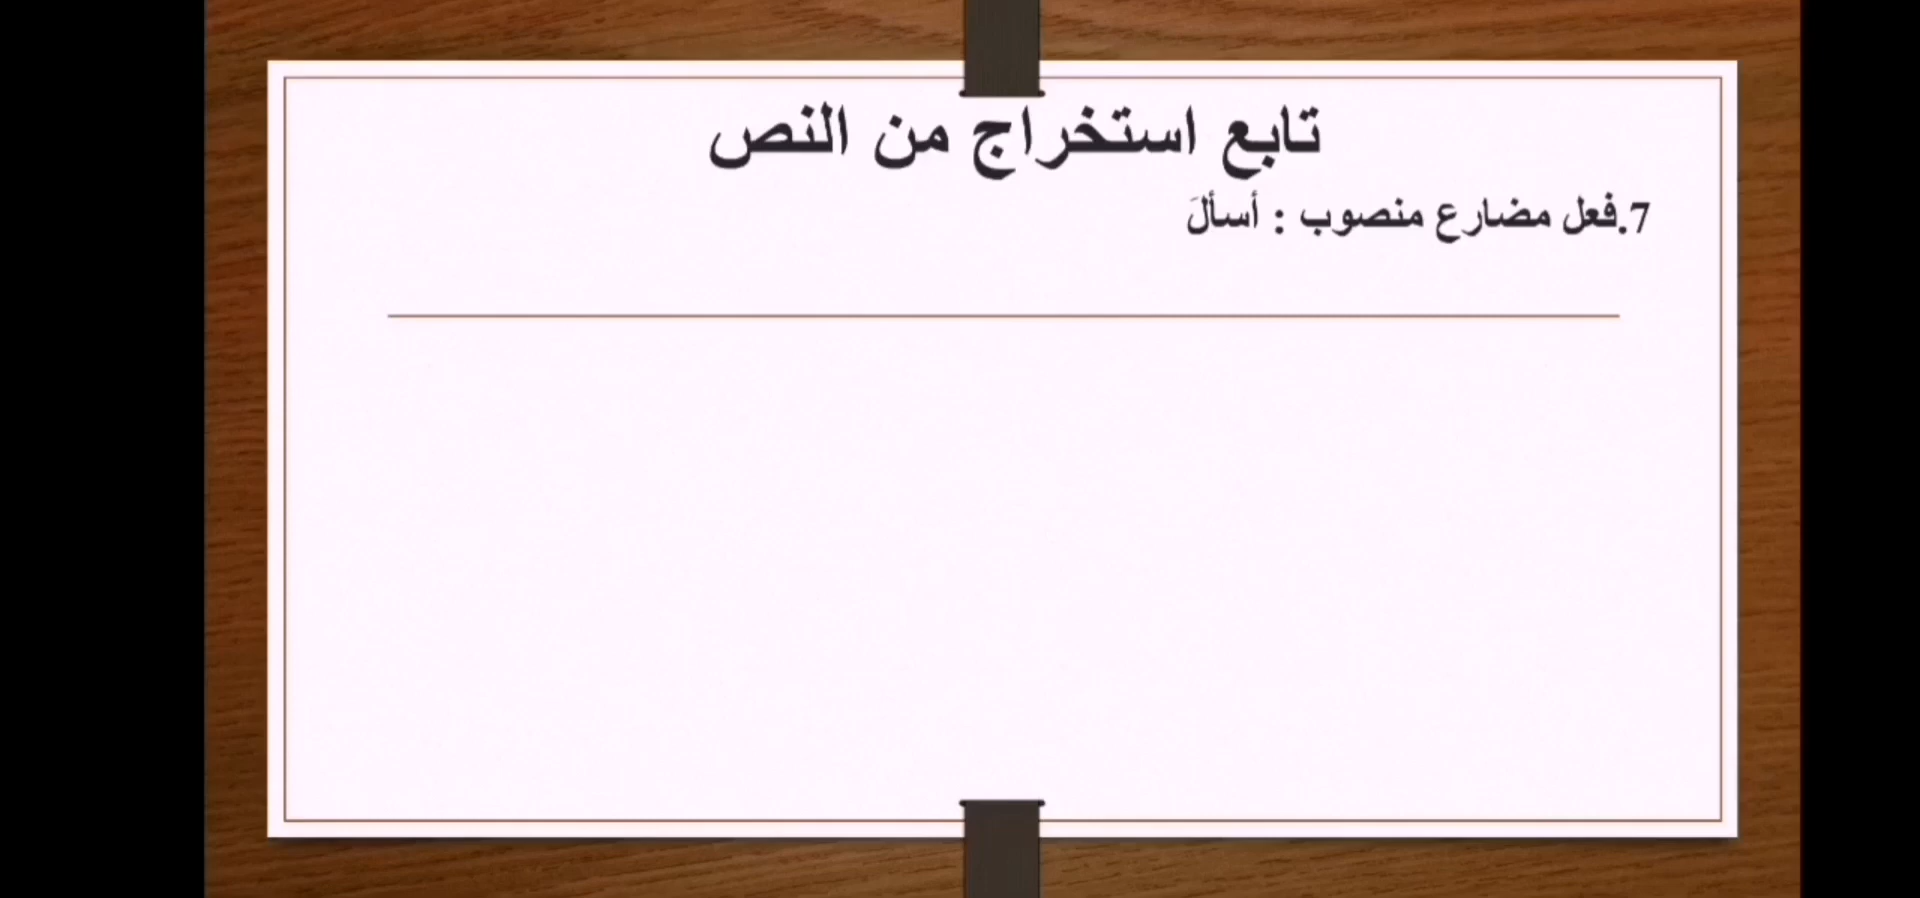 تابع استخراج من النص
7.فعل مضارع منصوب : أسألَ